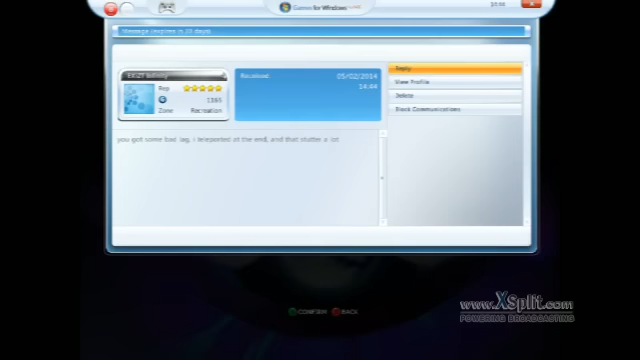 Games for Windows LIVE
Message (expires in 29 days)
Rep
Zone Recreation
Received 05/02/2014
14:44
Reply
View Profile
Delete
Block Communications
you got some bad lag, i teleported at the end, and that stutter a lot
CONFIRM BACK
www.XSplit.com
POWERING BROADCASTING